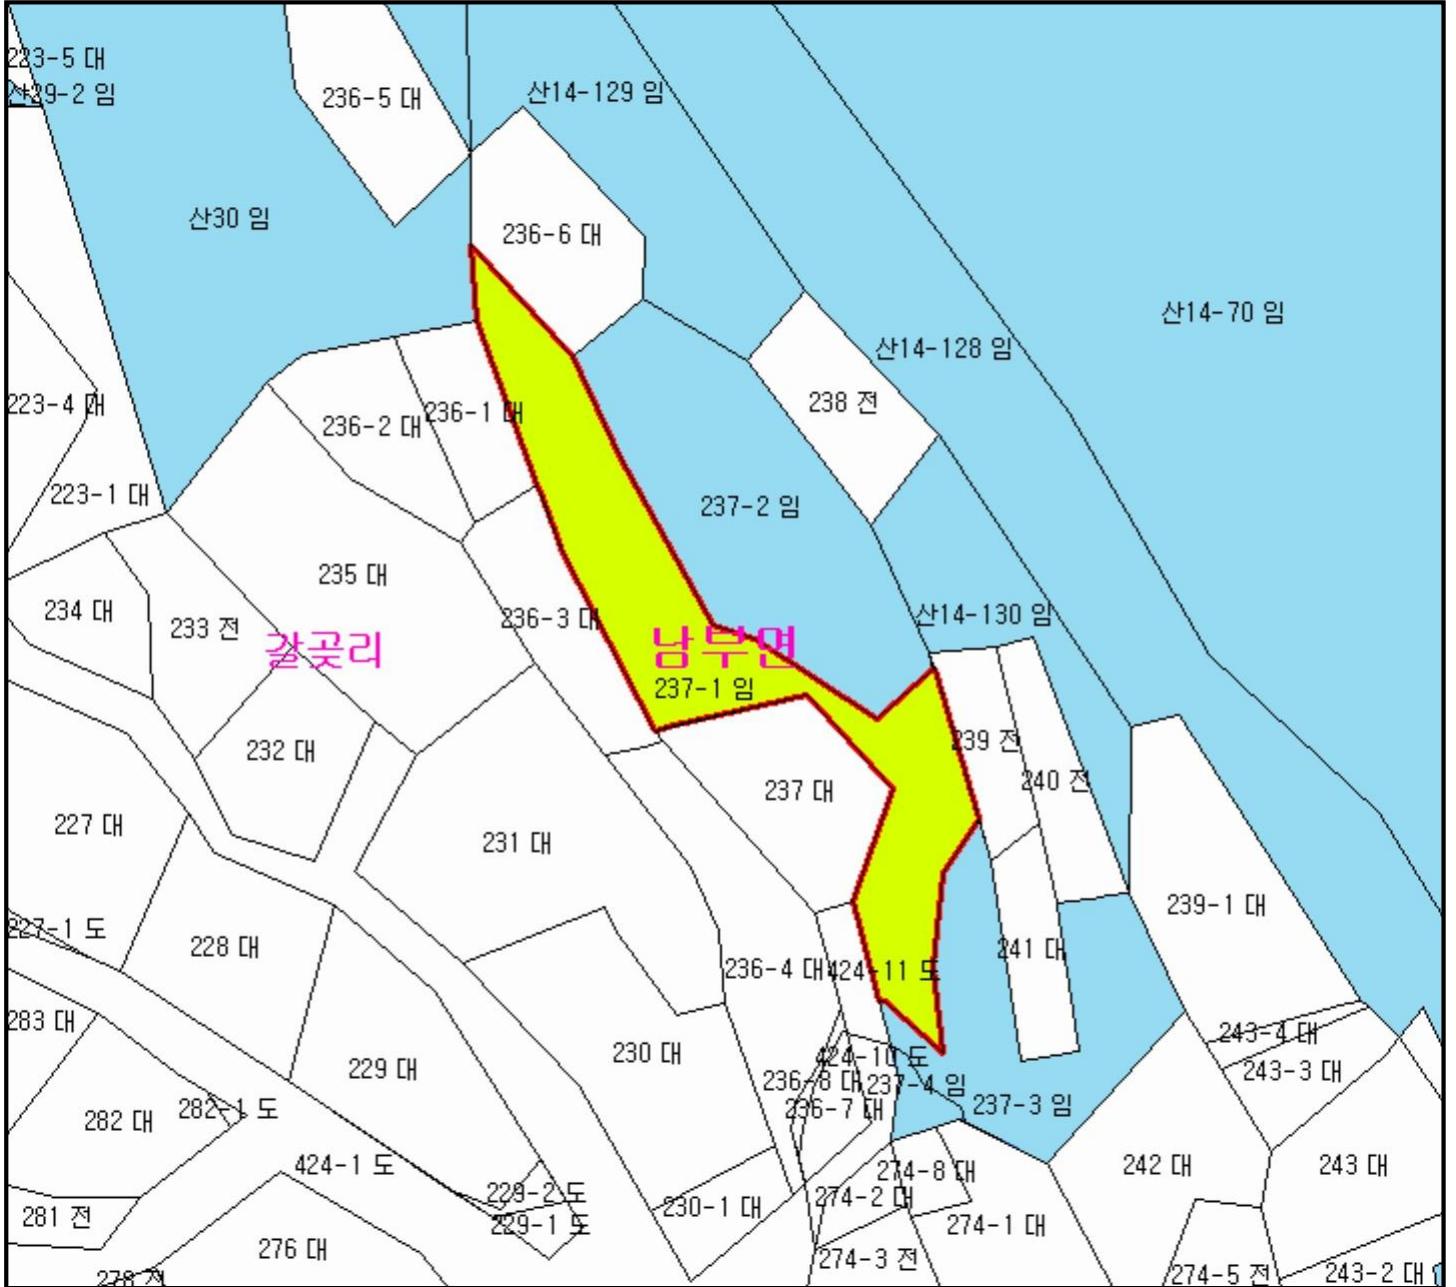 223-5 대
산29-2 임
236-5 대
산14-129 임
산30 임
236-6 대
산14-70 임
산14-128 임
223-4 대
236-2 대
236-1 대
238 전
223-1 대
237-2 임
235 대
234 대
233 전
236-3 대
산14-130 임
갈곶리
남부면
237-1 임
232 대
239 전
240 전
237 대
227 대
231 대
239-1 대
227-1 도
228 대
241 대
236-4 대
424-11 도
283 대
243-4 대
230 대
424-10 도
229 대
243-3 대
236-8 대
237-4 임
282 대
282-1 도
236-7 대
237-3 임
424-1 도
274-8 대
242 대
243 대
229-2 도
274-2 대
230-1 대
281 전
229-1 도
274-1 대
276 대
274-3 전
278 전
274-5 전
243-2 대